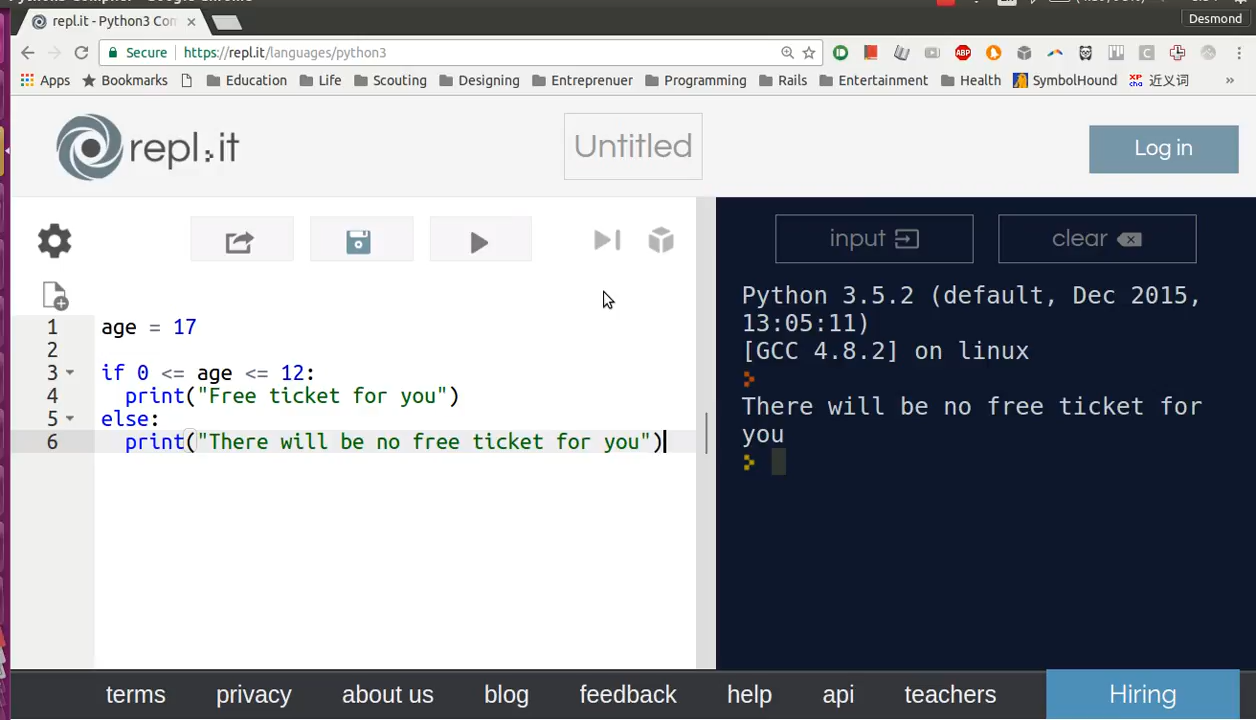 repl.it - Python3 Com
Desmond
Secure https://repl.it/languages/python3
Apps Bookmarks Education Life Scouting Designing Entreprenuer Programming Rails Entertainment Health SymbolHound 近义词 »
repl.it
Untitled
Log in
input
clear
Python 3.5.2 (default, Dec 2015,
13:05:11)
[GCC 4.8.2] on linux
There will be no free ticket for
you
1 age = 17
2
3 if 0 <= age <= 12:
4 print("Free ticket for you")
5 else:
6 print("There will be no free ticket for you")
terms privacy about us blog feedback help api teachers Hiring